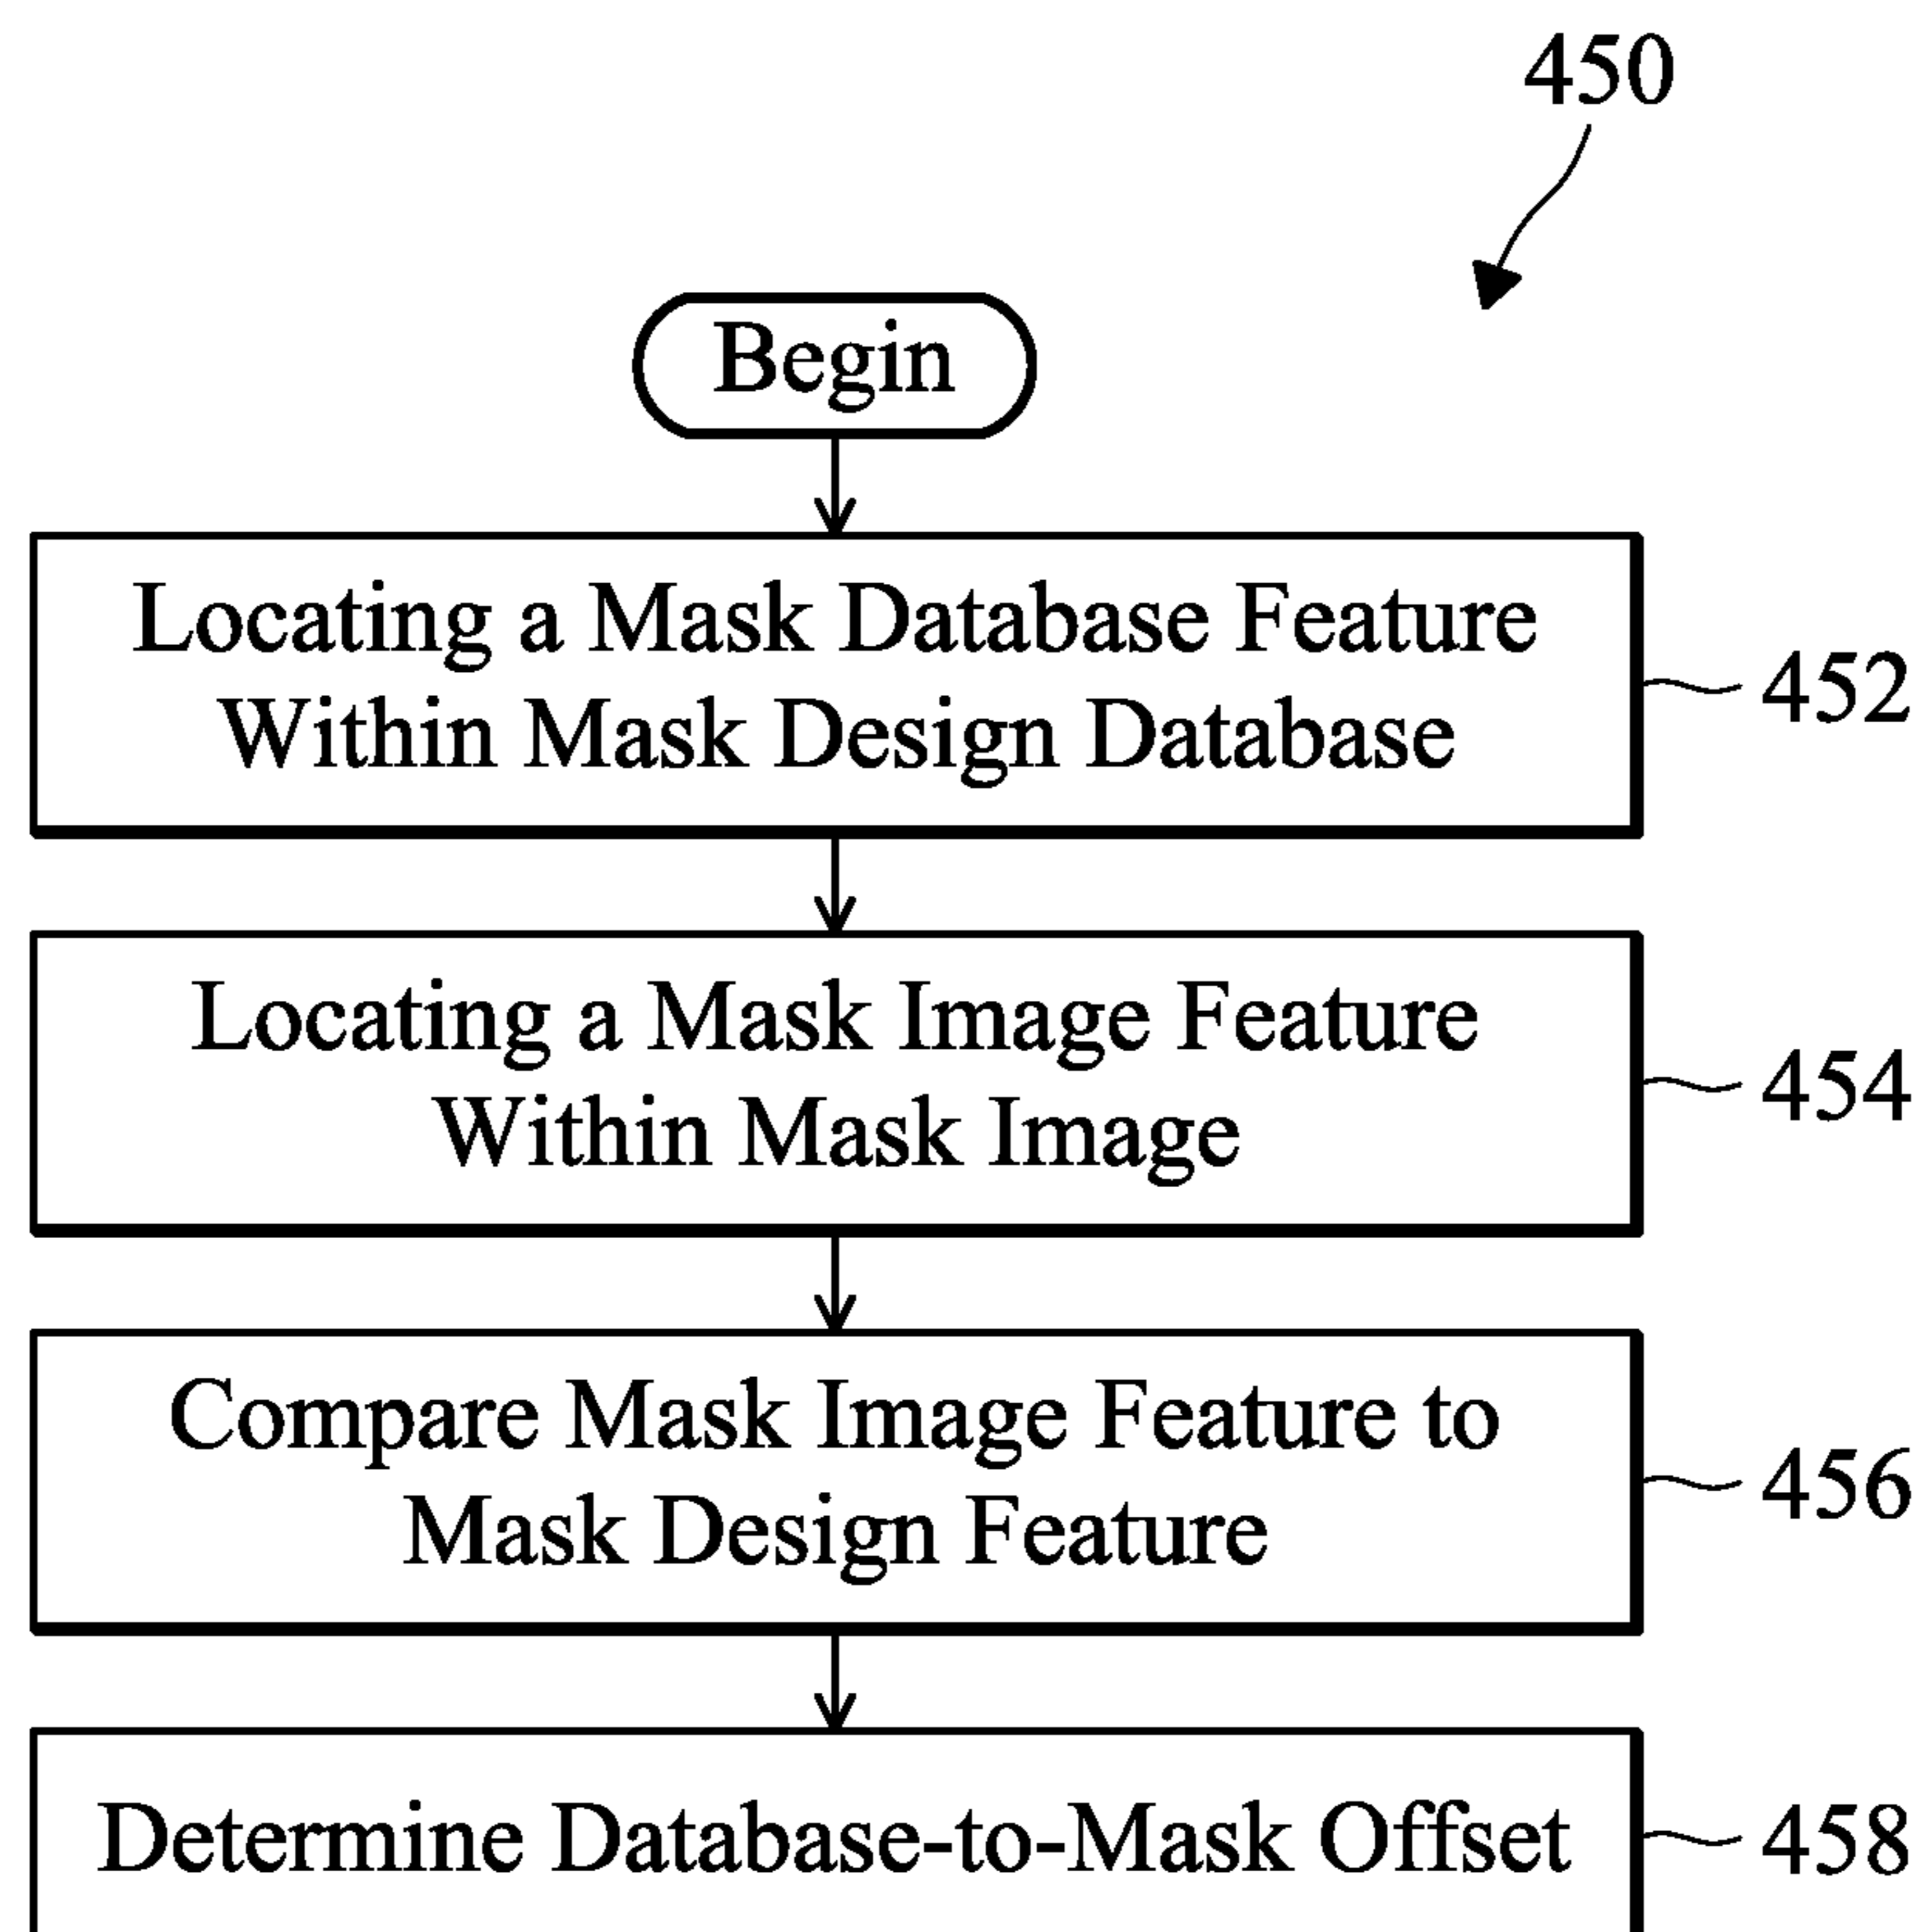 450
Begin
Locating a Mask Database Feature
Within Mask Design Database
452
Locating a Mask Image Feature
Within Mask Image
454
Compare Mask Image Feature to
Mask Design Feature
456
Determine Database-to-Mask Offset
458